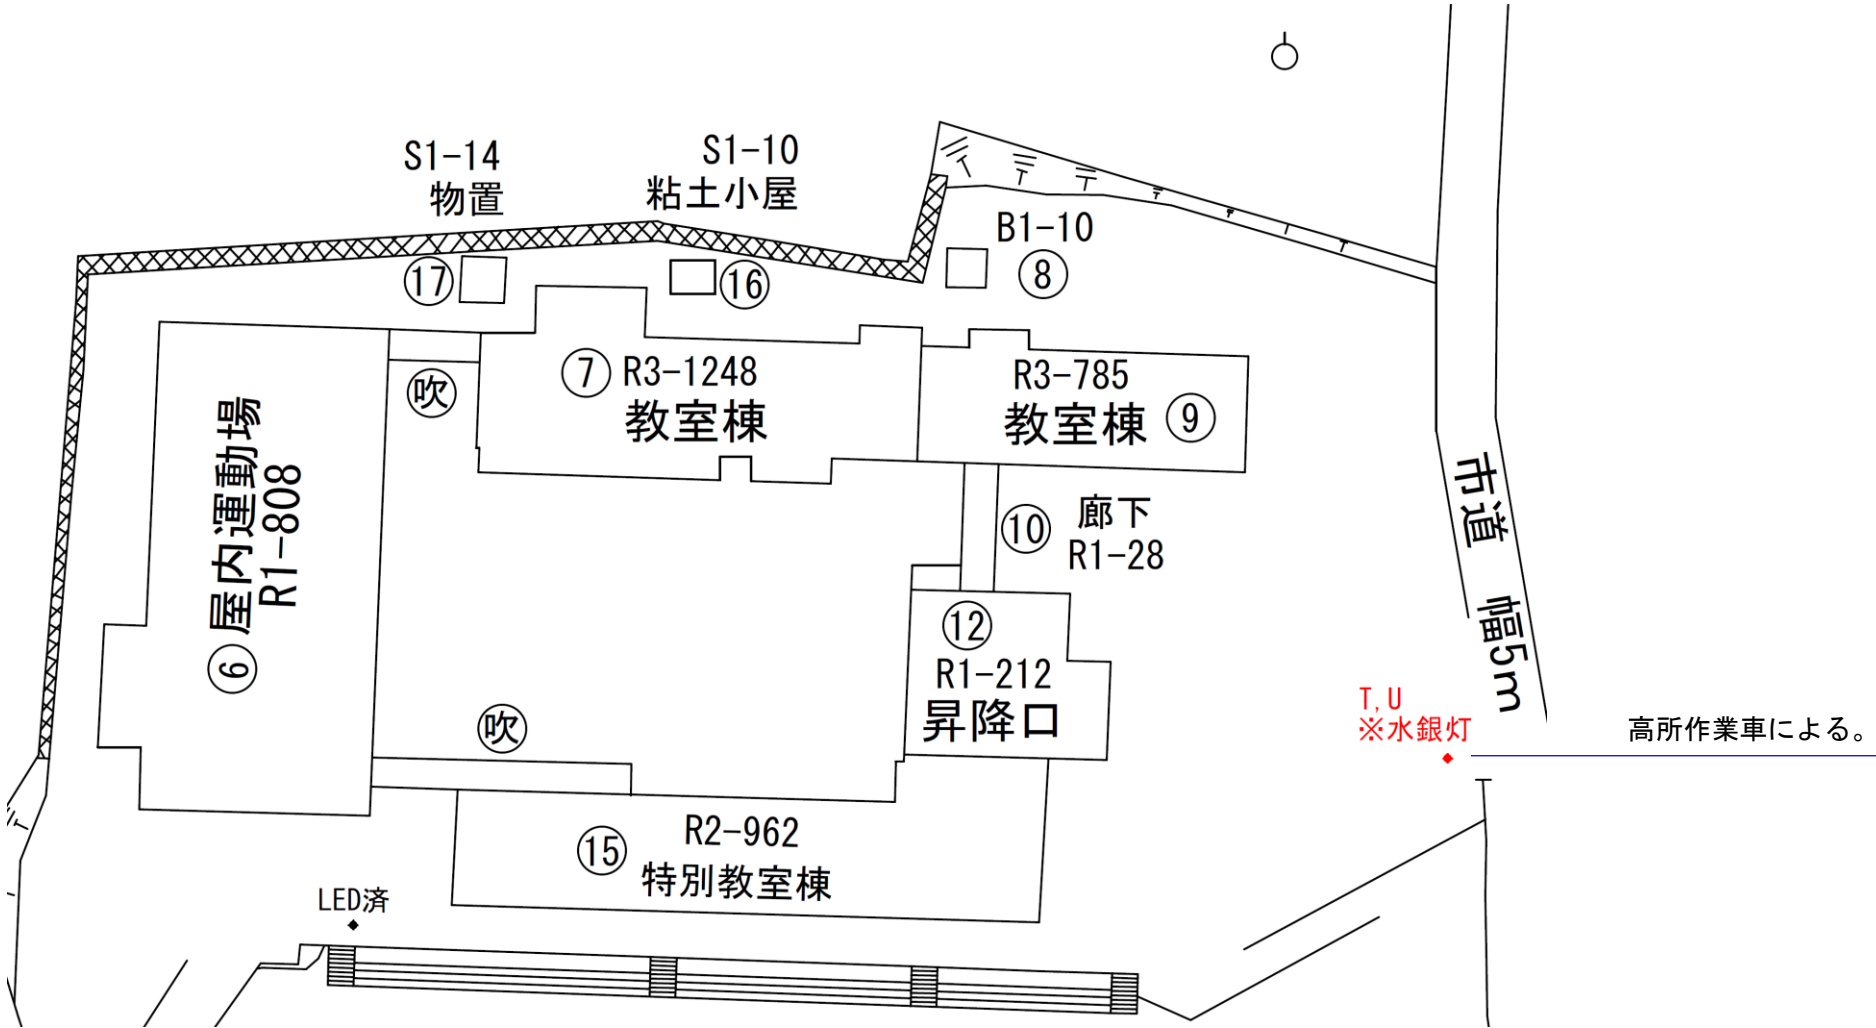 S1-14
物置
S1-10
粘土小屋
B1-10
⑰
⑯
⑧
吹
⑦ R3-1248
教室棟
R3-785
教室棟 ⑨
⑥ 屋内運動場
R1-808
⑩
廊下
R1-28
市道 幅5m
⑫
R1-212
昇降口
吹
T,U
※水銀灯
高所作業車による。
⑮
R2-962
特別教室棟
LED済